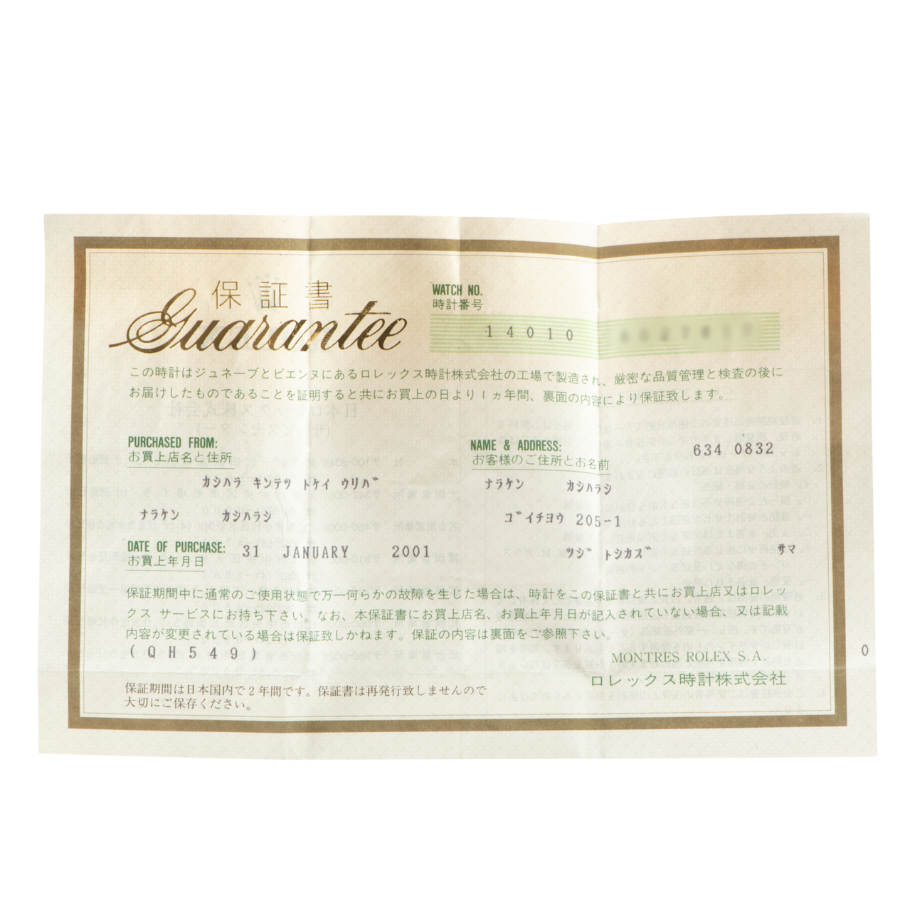 保証書
Guarantee
WATCH NO.
時計番号
14010
この時計はジュネーブとビエンヌにあるロレックス時計株式会社の工場で製造され、厳密な品質管理と検査の後に
お届けしたものであることを証明すると共にお買上の日より1ヵ年間、裏面の内容により保証致します。
PURCHASED FROM:
お買上店名と住所
カシハラ キンテツ トケイ ウリバ
ナラケン カシハラシ
NAME & ADDRESS:
お客様のご住所とお名前
634 0832
ナラケン カシハラシ
ゴイチヨウ 205-1
ツジ トシカズ サマ
DATE OF PURCHASE: 31 JANUARY 2001
お買上年月日
保証期間中に通常のご使用状態で万一何らかの故障を生じた場合は、時計をこの保証書と共にお買上店又はロレッ
クス サービスにお持ち下さい。なお、本保証書にお買上店名、お買上年月日が記入されていない場合、又は記載
内容が変更されている場合は保証致しかねます。保証の内容は裏面をご参照下さい。
(QH549)
MONTRES ROLEX S.A.
ロレックス時計株式会社
0
保証期間は日本国内で2年間です。保証書は再発行致しませんので
大切にご保存ください。